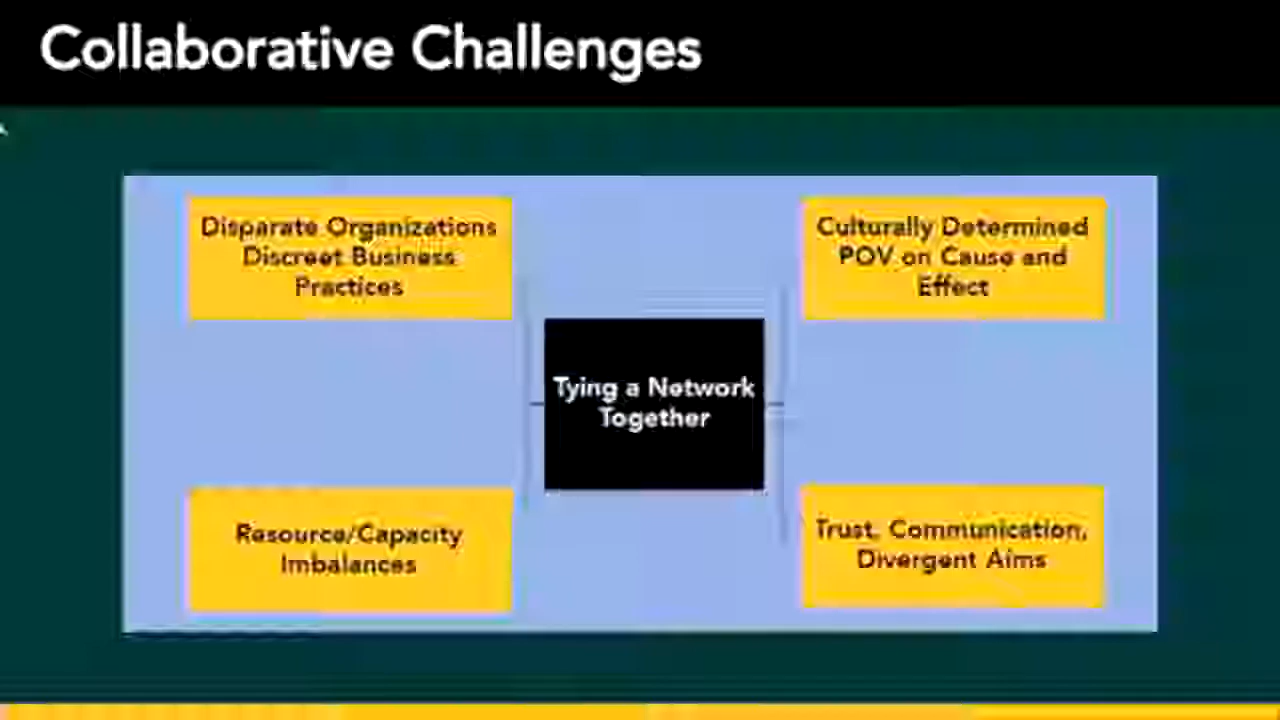 Collaborative Challenges
Disparate Organizations
Discreet Business
Practices
Culturally Determined
POV on Cause and
Effect
Tying a Network
Together
Resource/Capacity
Imbalances
Trust, Communication,
Divergent Aims